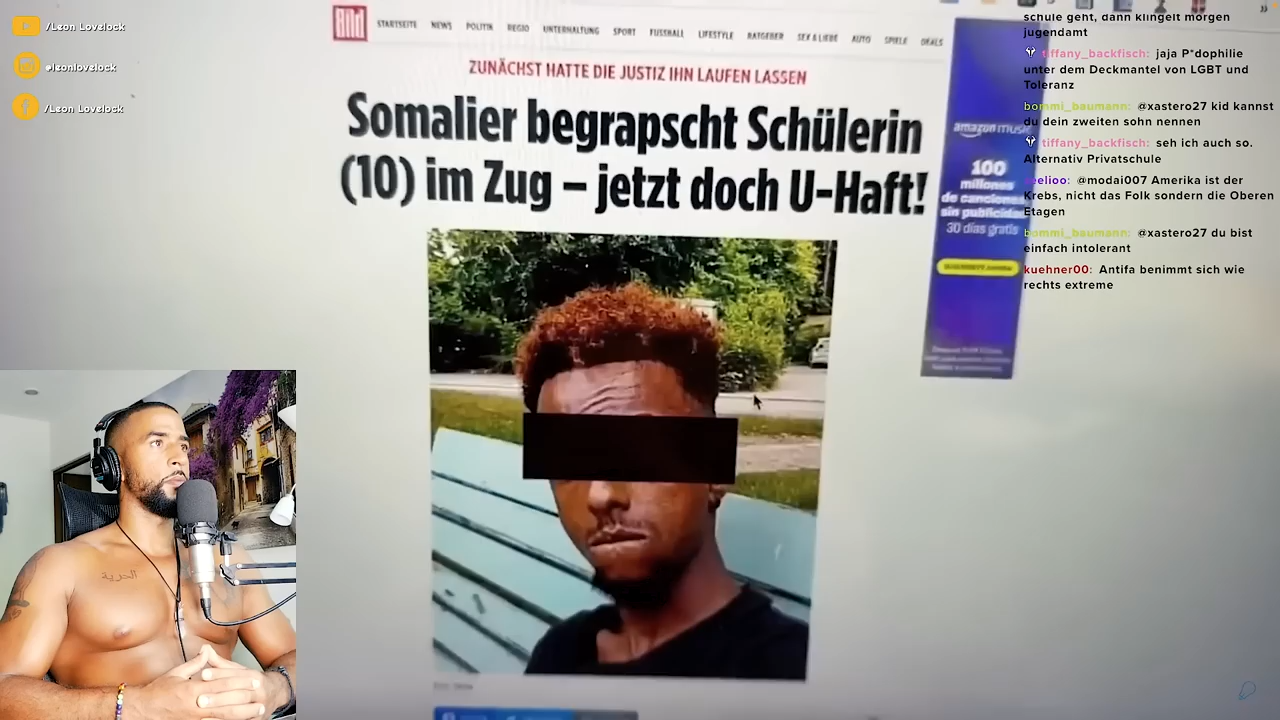 /Leon Lovelock
@leonlovelock
/Leon Lovelock
Bild
STARTSEITE NEWS POLITIK REGIO UNTERHALTUNG SPORT FUSSBALL LIFESTYLE RATGEBER SEX & LIEBE AUTO SPIELE DEALS
ZUNÄCHST HATTE DIE JUSTIZ IHN LAUFEN LASSEN
Somalier begrapscht Schülerin
(10) im Zug – jetzt doch U-Haft!
amazon music
100
millones
de canciones
sin publicidad
30 días gratis
schule geht, dann klingelt morgen
jugendamt
tiffany_backfisch: jaja P*dophilie
unter dem Deckmantel von LGBT und
Toleranz
bommi_baumann: @xastero27 kid kannst
du dein zweiten sohn nennen
tiffany_backfisch: seh ich auch so.
Alternativ Privatschule
eelioo: @modai007 Amerika ist der
Krebs, nicht das Folk sondern die Oberen
Etagen
bommi_baumann: @xastero27 du bist
einfach intolerant
kuehner00: Antifa benimmt sich wie
rechts extreme
الحرية